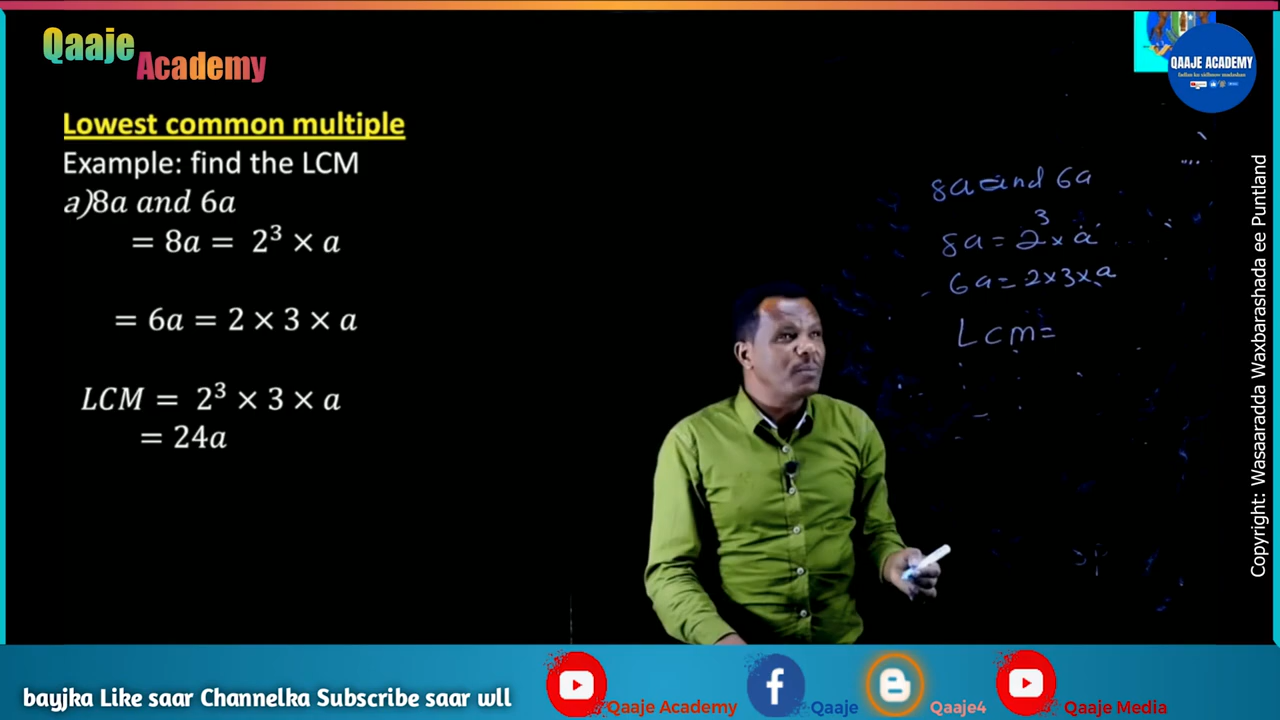 Qaaje
Academy
QAAJE ACADEMY
Lowest common multiple
Example: find the LCM
a)8a and 6a
= 8a = 2³ × a
= 6a = 2 × 3 × a
LCM = 2³ × 3 × a
= 24a
8a and 6a
8a = 2³ × a
6a = 2×3×a
Lcm=
Copyright: Wasaaradda Waxbarashada ee Puntland
bayjka Like saar Channelka Subscribe saar wll
Qaaje Academy
Qaaje
Qaaje4
Qaaje Media